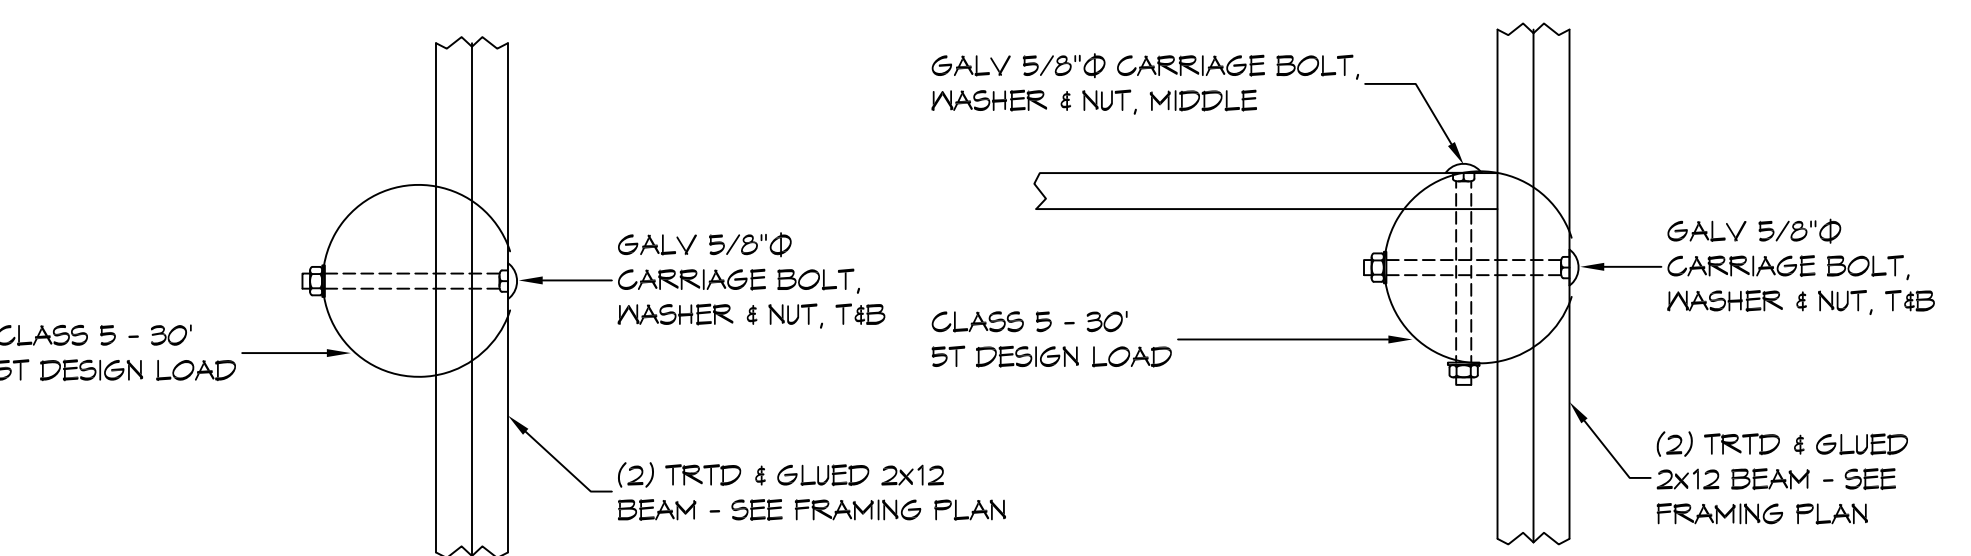 GALV 5/8"Φ
CARRIAGE BOLT,
WASHER & NUT, T&B
CLASS 5 - 30'
5T DESIGN LOAD
(2) TRTD & GLUED 2x12
BEAM - SEE FRAMING PLAN
GALV 5/8"Φ CARRIAGE BOLT,
WASHER & NUT, MIDDLE
GALV 5/8"Φ
CARRIAGE BOLT,
WASHER & NUT, T&B
CLASS 5 - 30'
5T DESIGN LOAD
(2) TRTD & GLUED
2x12 BEAM - SEE
FRAMING PLAN